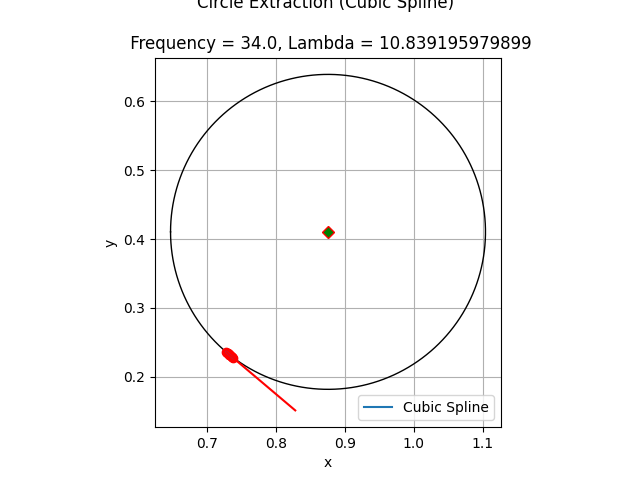 Circle Extraction (Cubic Spline)
Frequency = 34.0, Lambda = 10.839195979899
0.6
0.5
0.4
0.3
0.2
y
0.7 0.8 0.9 1.0 1.1
x
Cubic Spline